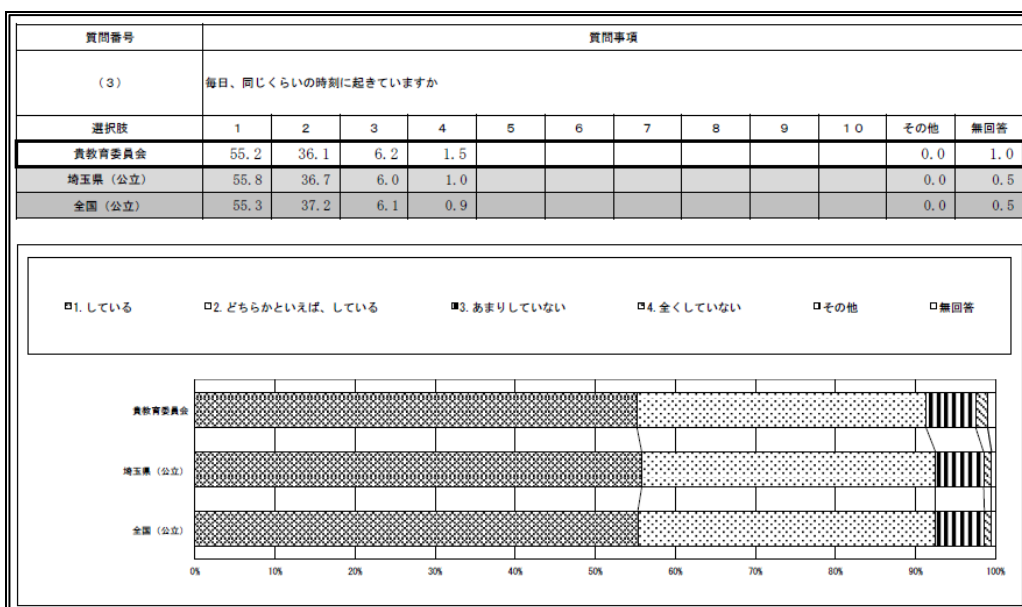 質問番号 質問事項
(3) 毎日、同じくらいの時刻に起きていますか
選択肢 1 2 3 4 5 6 7 8 9 10 その他 無回答
貴教育委員会 55.2 36.1 6.2 1.5 0.0 1.0
埼玉県（公立） 55.8 36.7 6.0 1.0 0.0 0.5
全国（公立） 55.3 37.2 6.1 0.9 0.0 0.5
1. している 2. どちらかといえば、している 3. あまりしていない 4. 全くしていない その他 無回答
貴教育委員会
埼玉県（公立）
全国（公立）
0% 10% 20% 30% 40% 50% 60% 70% 80% 90% 100%